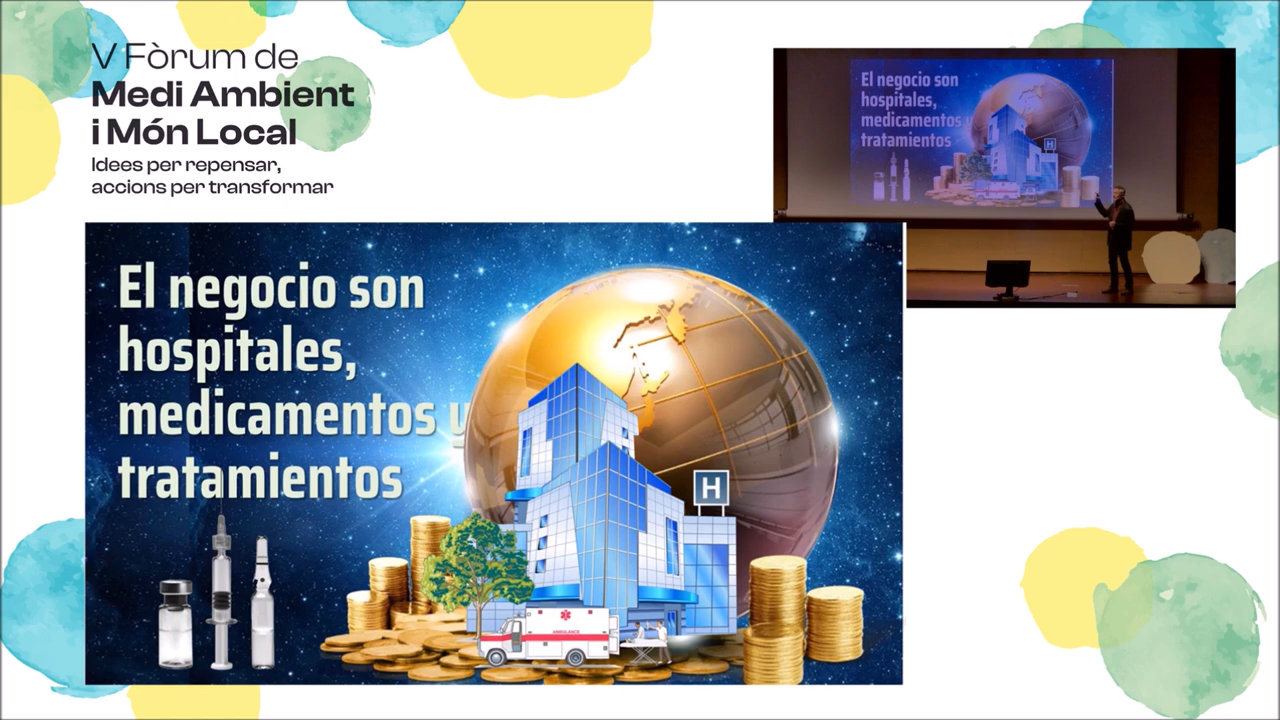 V Fòrum de
Medi Ambient
i Món Local
Idees per repensar,
accions per transformar
El negocio son
hospitales,
medicamentos y
tratamientos
H
AMBULANCE
El negocio son
hospitales,
medicamentos y
tratamientos
H